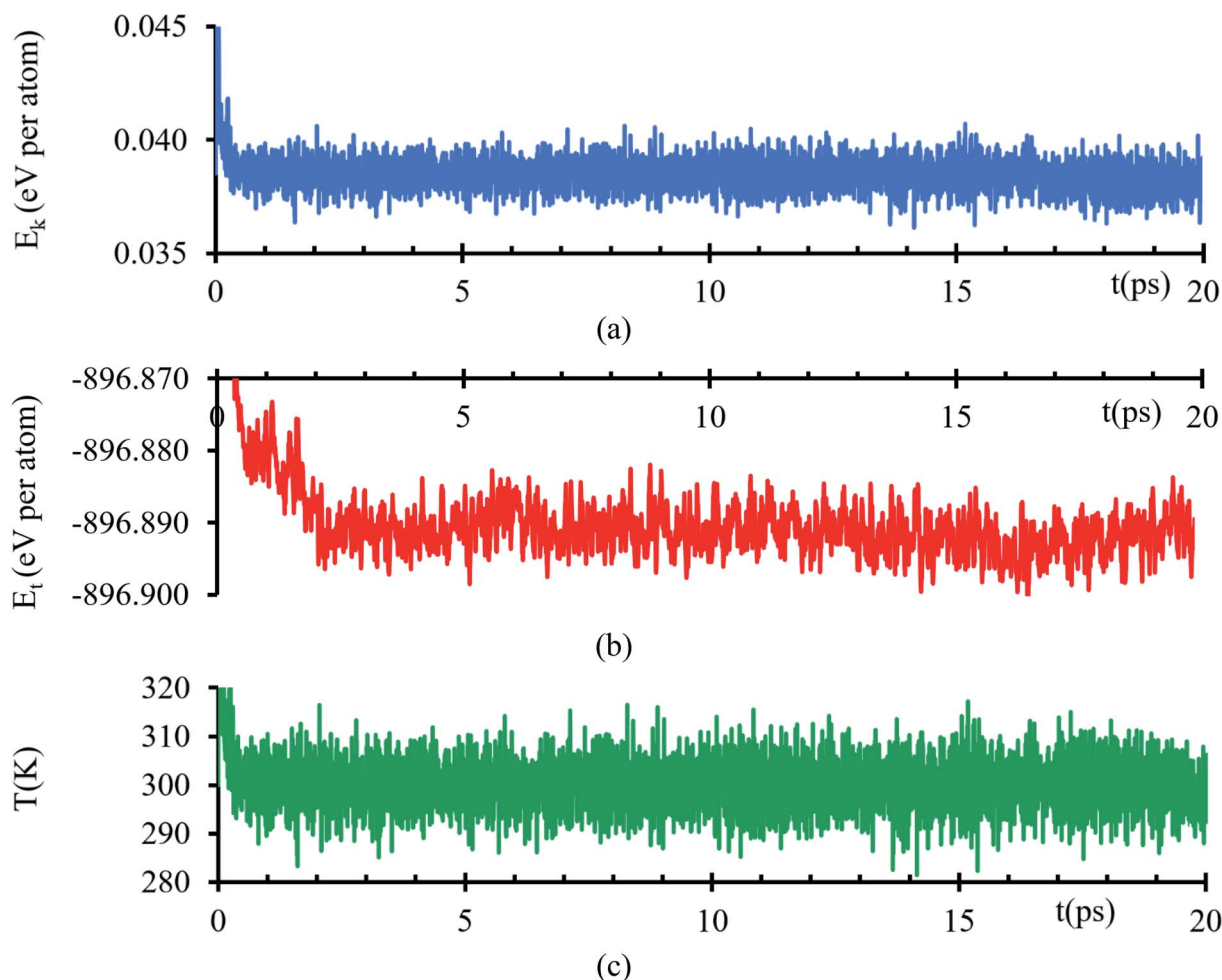 0.045
0.040
0.035
E_k (eV per atom)
0 5 10 15 t(ps) 20
(a)
-896.870
-896.880
-896.890
-896.900
E_t (eV per atom)
0 5 10 15 t(ps) 20
(b)
320
310
300
290
280
T(K)
0 5 10 15 t(ps) 20
(c)